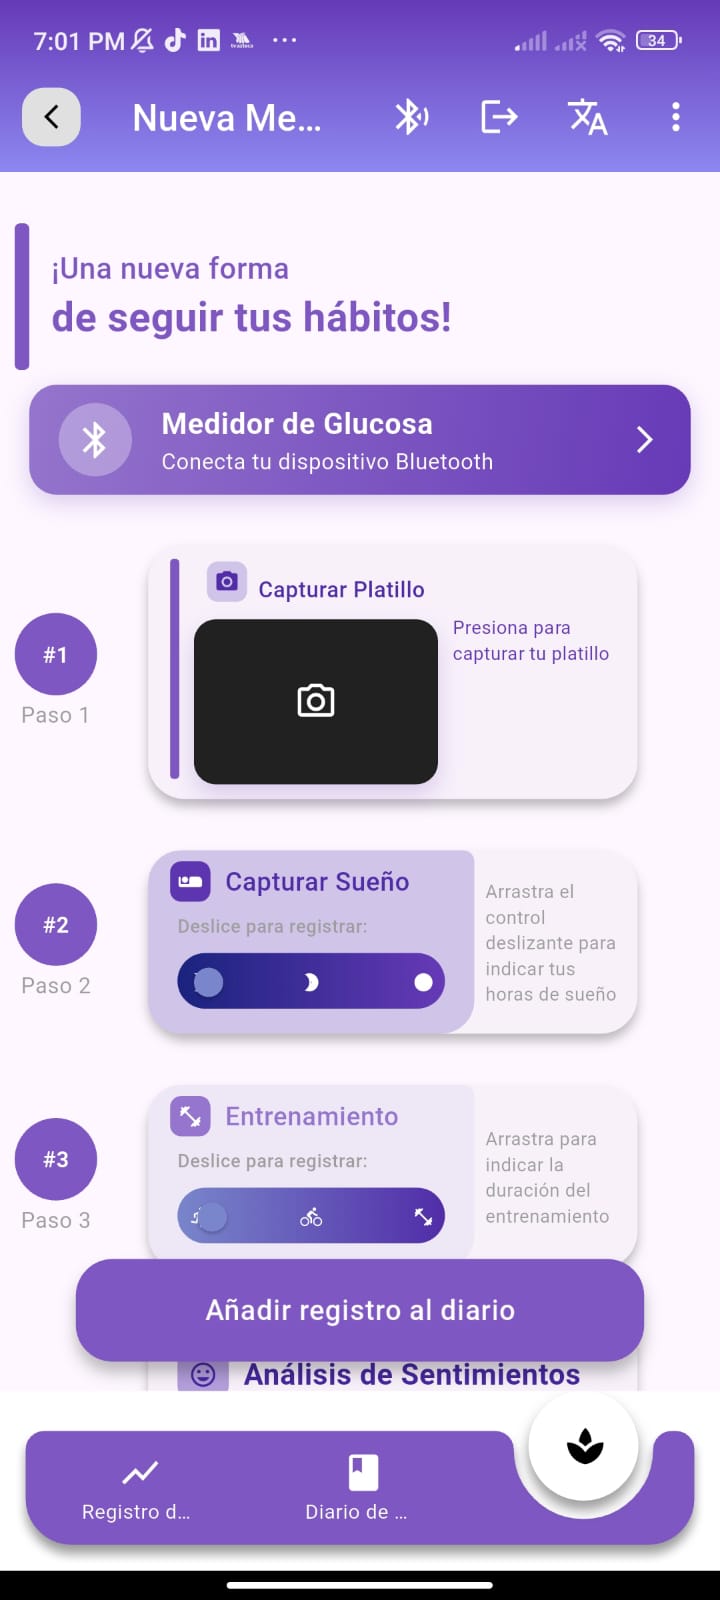 7:01 PM
34
Nueva Me...
¡Una nueva forma
de seguir tus hábitos!
Medidor de Glucosa
Conecta tu dispositivo Bluetooth
#1
Paso 1
Capturar Platillo
Presiona para
capturar tu platillo
#2
Paso 2
Capturar Sueño
Deslice para registrar:
Arrastra el
control
deslizante para
indicar tus
horas de sueño
#3
Paso 3
Entrenamiento
Deslice para registrar:
Arrastra para
indicar la
duración del
entrenamiento
Añadir registro al diario
Análisis de Sentimientos
Registro d...
Diario de ...